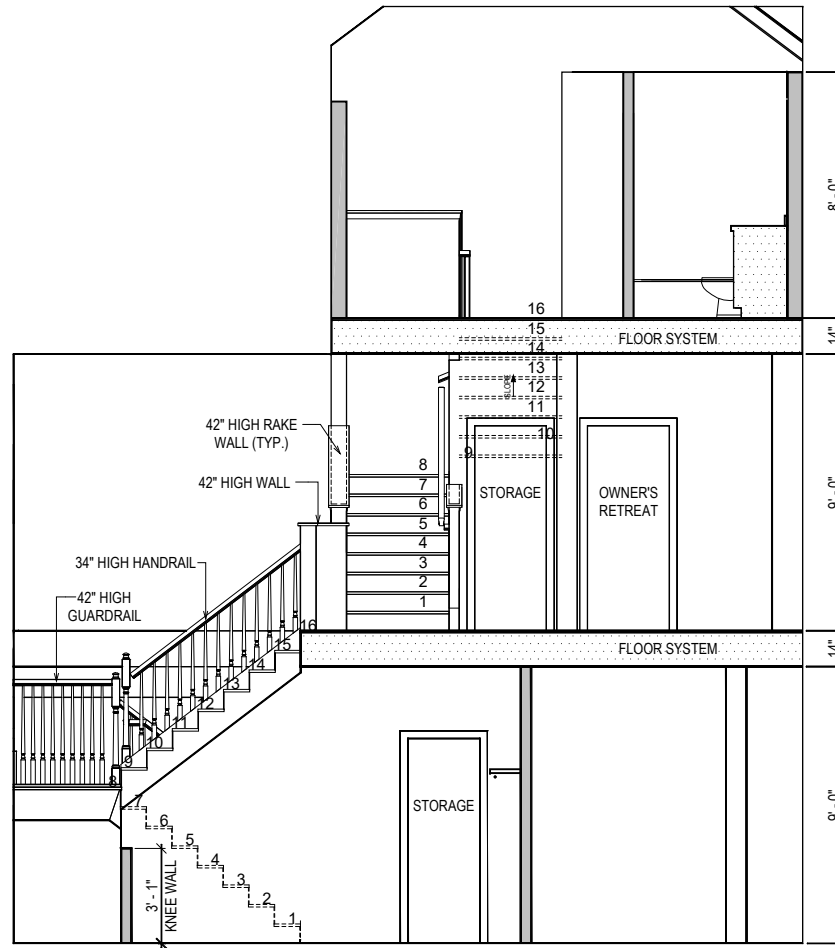 8' - 0"
16
15
FLOOR SYSTEM
14"
14
13
SLOPE
12
11
10
9
42" HIGH RAKE
WALL (TYP.)
8
7
6
5
4
3
2
1
STORAGE
OWNER'S
RETREAT
9' - 0"
42" HIGH WALL
34" HIGH HANDRAIL
42" HIGH
GUARDRAIL
16
15
14
13
12
11
10
9
8
FLOOR SYSTEM
14"
7
6
5
4
3
2
1
STORAGE
9' - 0"
3' - 1"
KNEE WALL